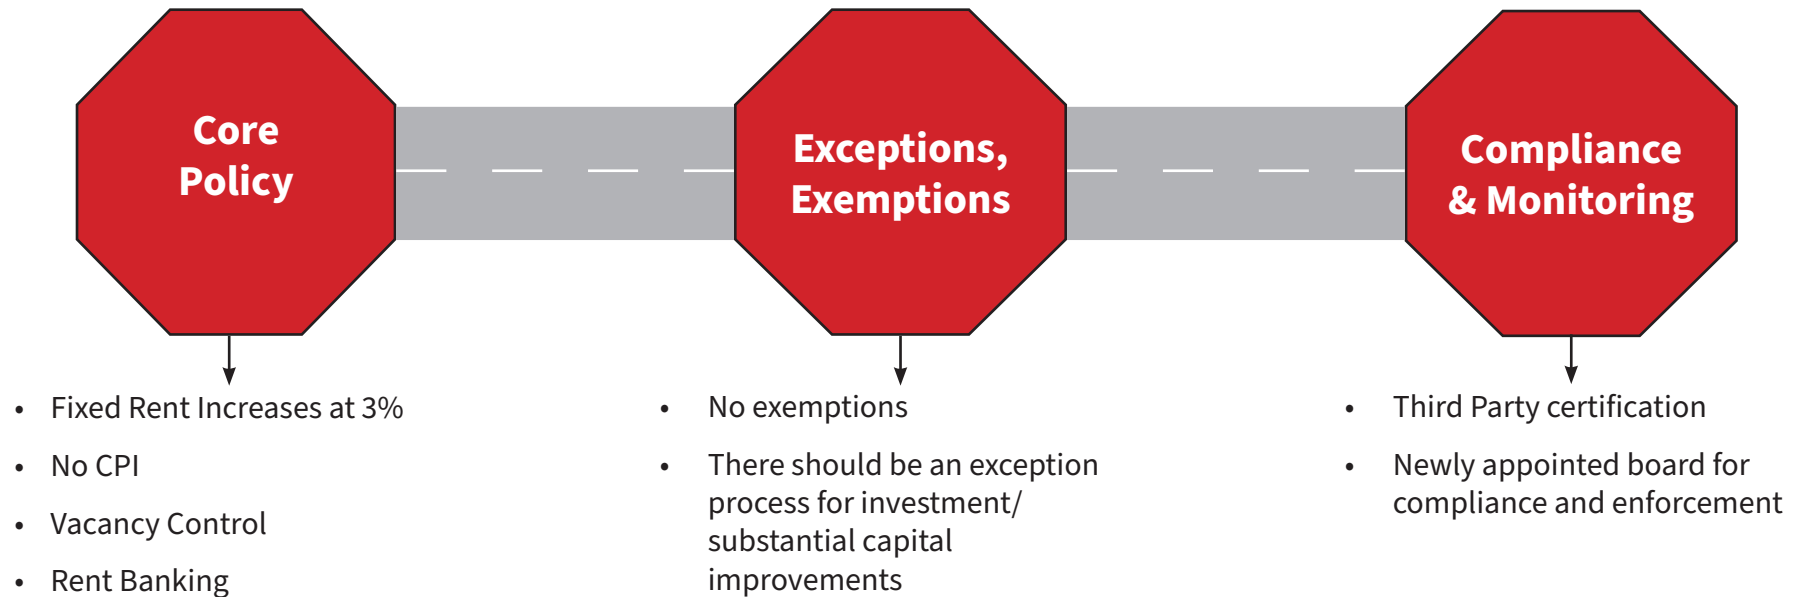 Core
Policy
Exceptions,
Exemptions
Compliance
& Monitoring
• Fixed Rent Increases at 3%
• No CPI
• Vacancy Control
• Rent Banking
• No exemptions
• There should be an exception
process for investment/
substantial capital
improvements
• Third Party certification
• Newly appointed board for
compliance and enforcement